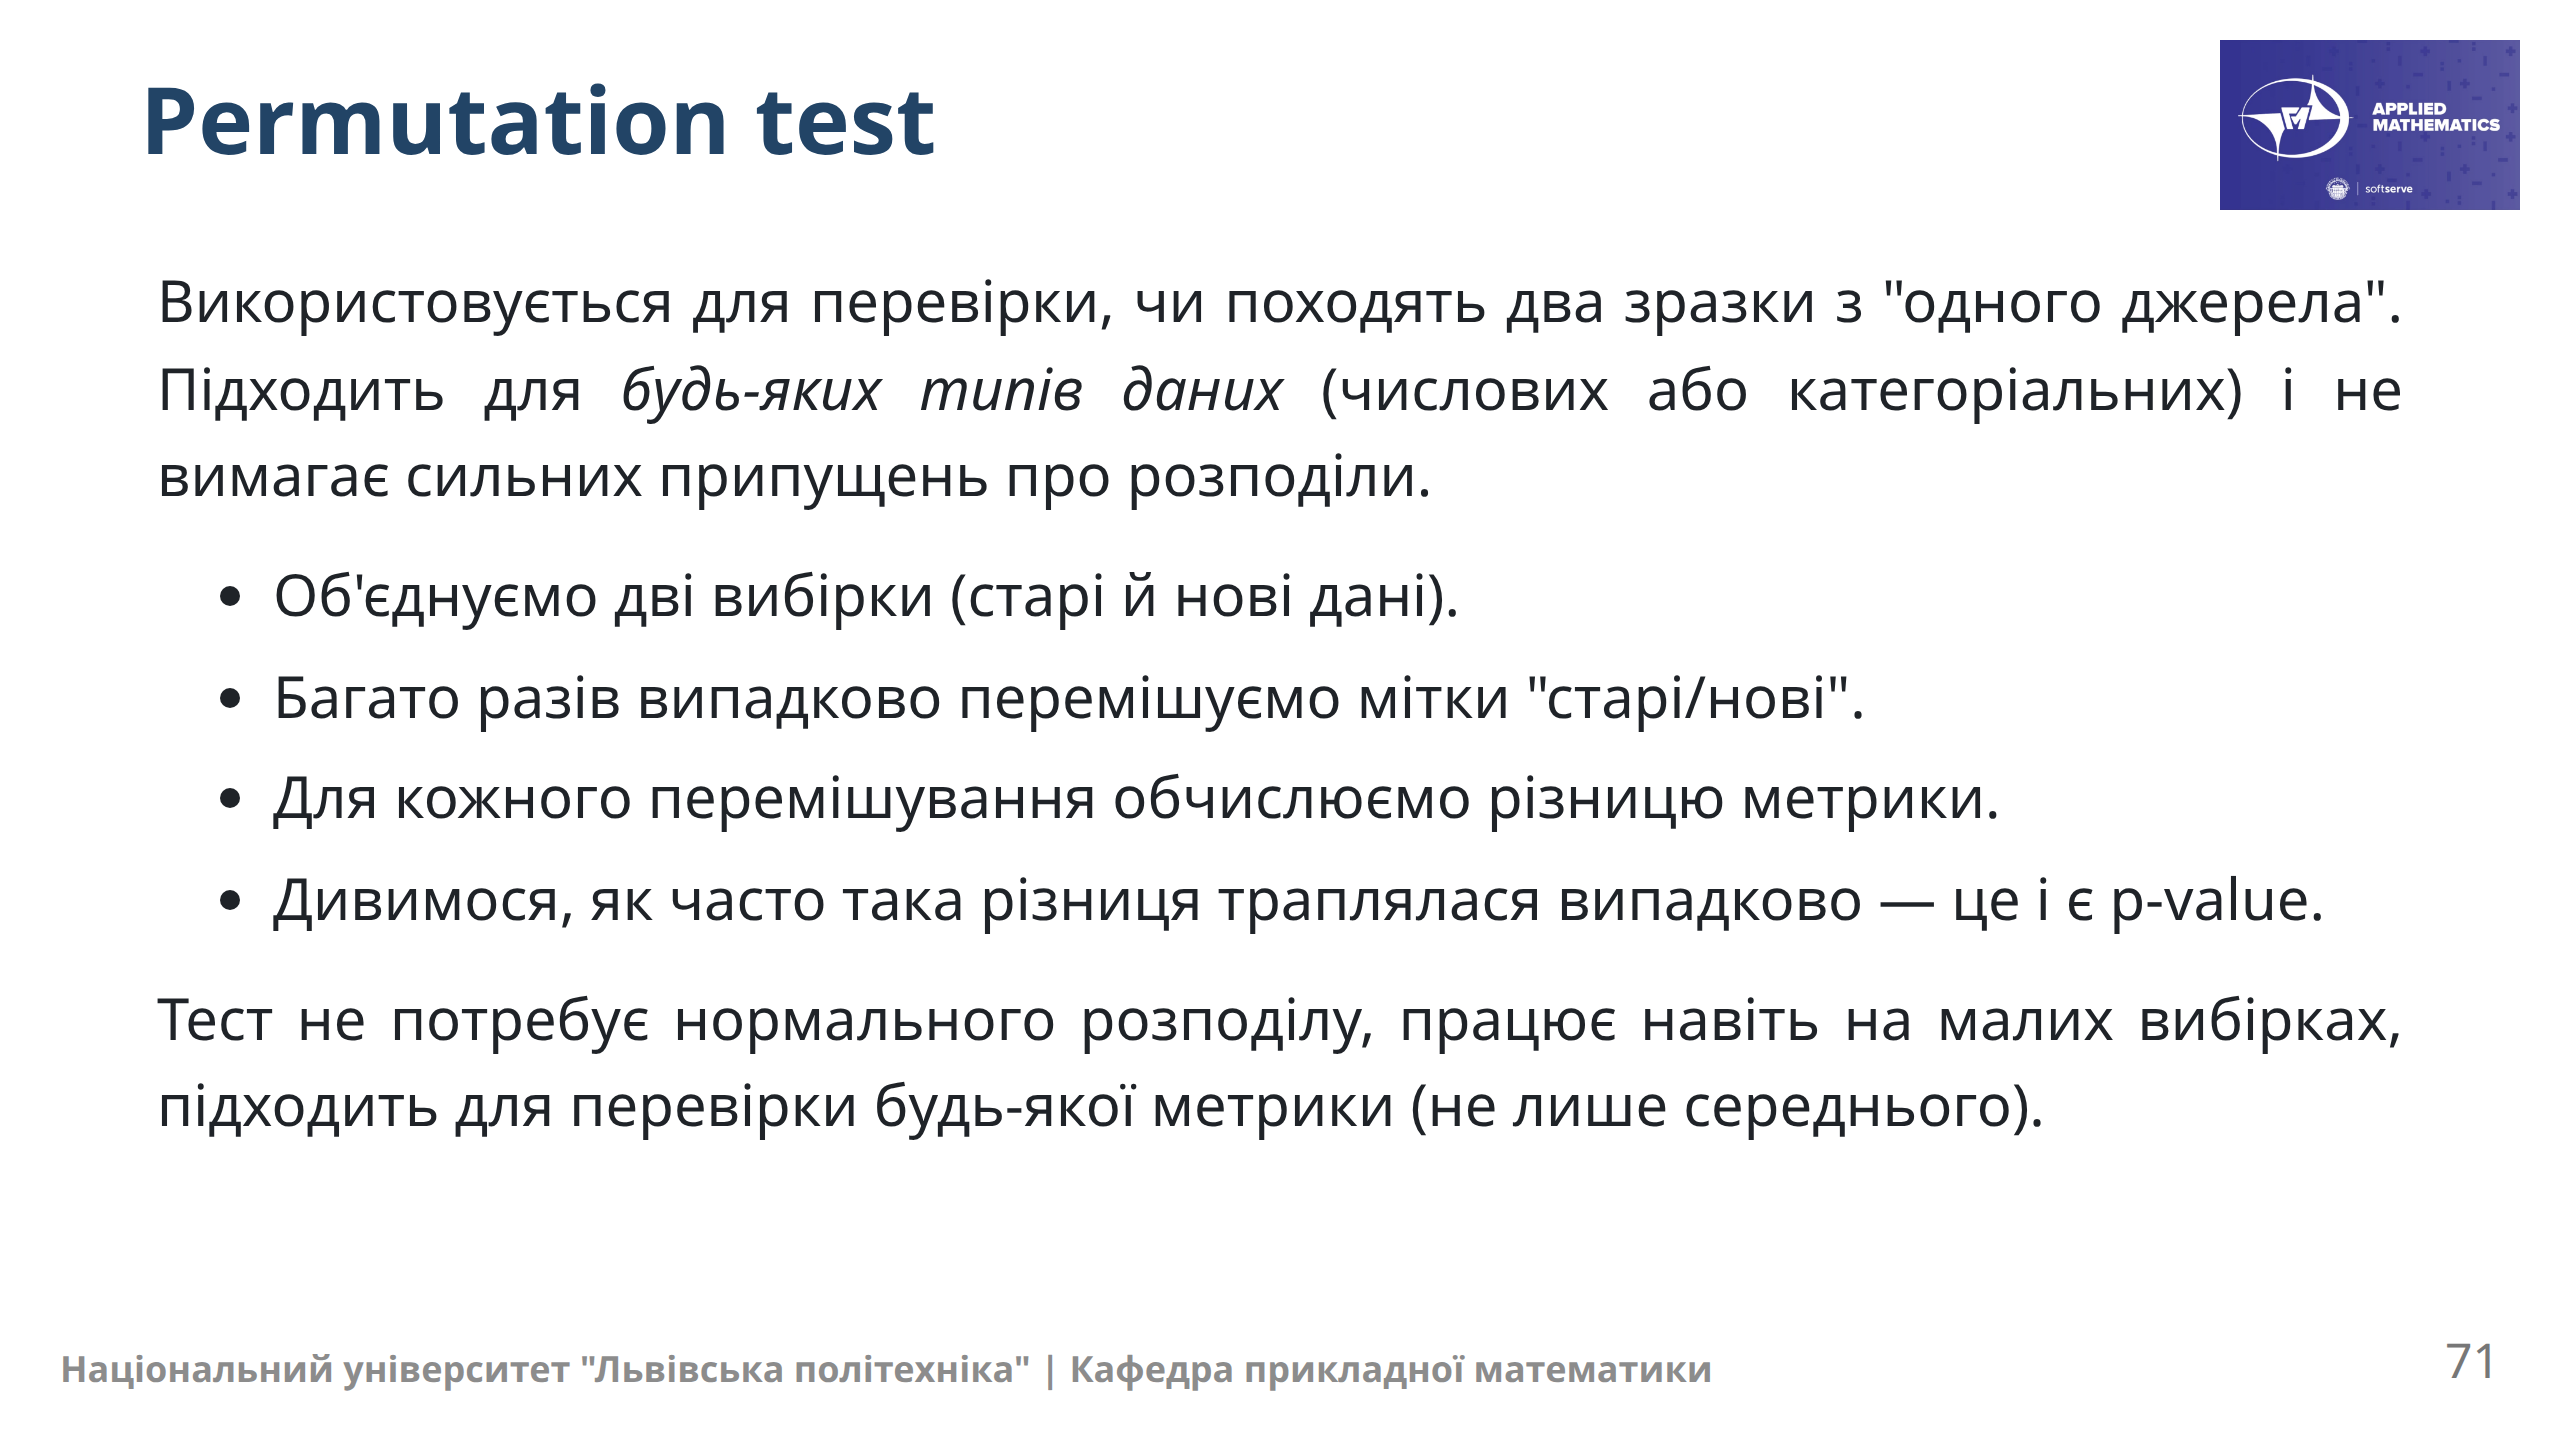 Permutation test
APPLIED
MATHEMATICS
softserve
Використовується для перевірки, чи походять два зразки з "одного джерела".
Підходить для будь-яких типів даних (числових або категоріальних) і не
вимагає сильних припущень про розподіли.
• Об'єднуємо дві вибірки (старі й нові дані).
• Багато разів випадково перемішуємо мітки "старі/нові".
• Для кожного перемішування обчислюємо різницю метрики.
• Дивимося, як часто така різниця траплялася випадково — це і є p-value.
Тест не потребує нормального розподілу, працює навіть на малих вибірках,
підходить для перевірки будь-якої метрики (не лише середнього).
Національний університет "Львівська політехніка" | Кафедра прикладної математики
71